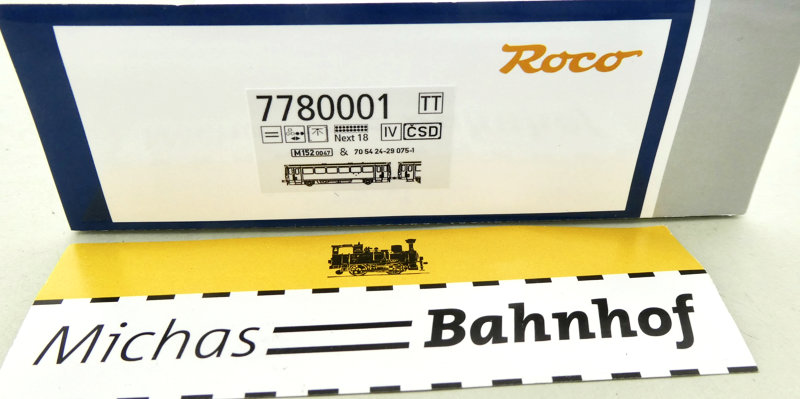 Roco
7780001 TT
Next 18 IV ČSD
M152 0047 & 70 54 24-29 075-1
Michas Bahnhof